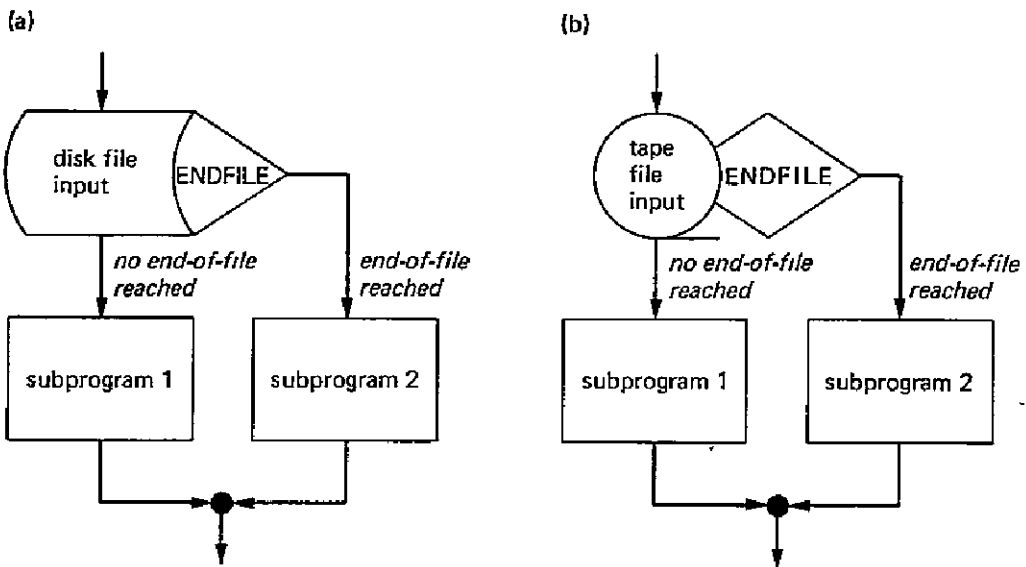 (a)
disk file
input
ENDFILE
no end-of-file
reached
end-of-file
reached
subprogram 1
subprogram 2
(b)
tape
file
input
ENDFILE
no end-of-file
reached
end-of-file
reached
subprogram 1
subprogram 2